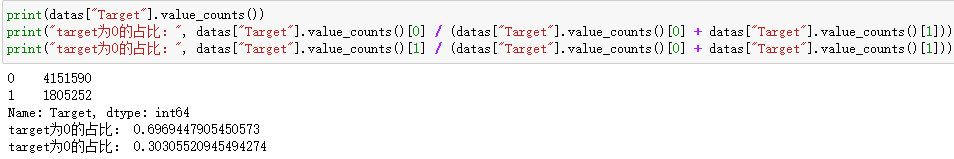 print(datas["Target"].value_counts())
print("target为0的占比: ", datas["Target"].value_counts()[0] / (datas["Target"].value_counts()[0] + datas["Target"].value_counts()[1]))
print("target为0的占比: ", datas["Target"].value_counts()[1] / (datas["Target"].value_counts()[0] + datas["Target"].value_counts()[1]))
0    4151590
1    1805252
Name: Target, dtype: int64
target为0的占比:  0.6969447905450573
target为0的占比:  0.30305520945494274